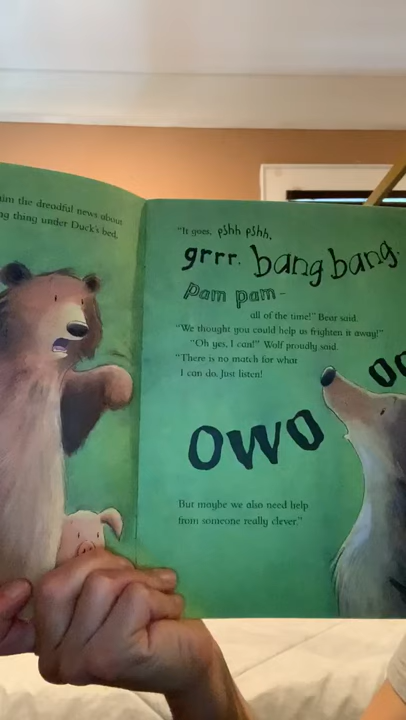 im the dreadful news about
ng thing under Duck's bed.
"It goes, pshh pshh,
grrr. bang bang.
pam pam –
all of the time!" Bear said.
"We thought you could help us frighten it away!"
"Oh yes, I can!" Wolf proudly said.
"There is no match for what
I can do. Just listen!
owo
oo
But maybe we also need help
from someone really clever."